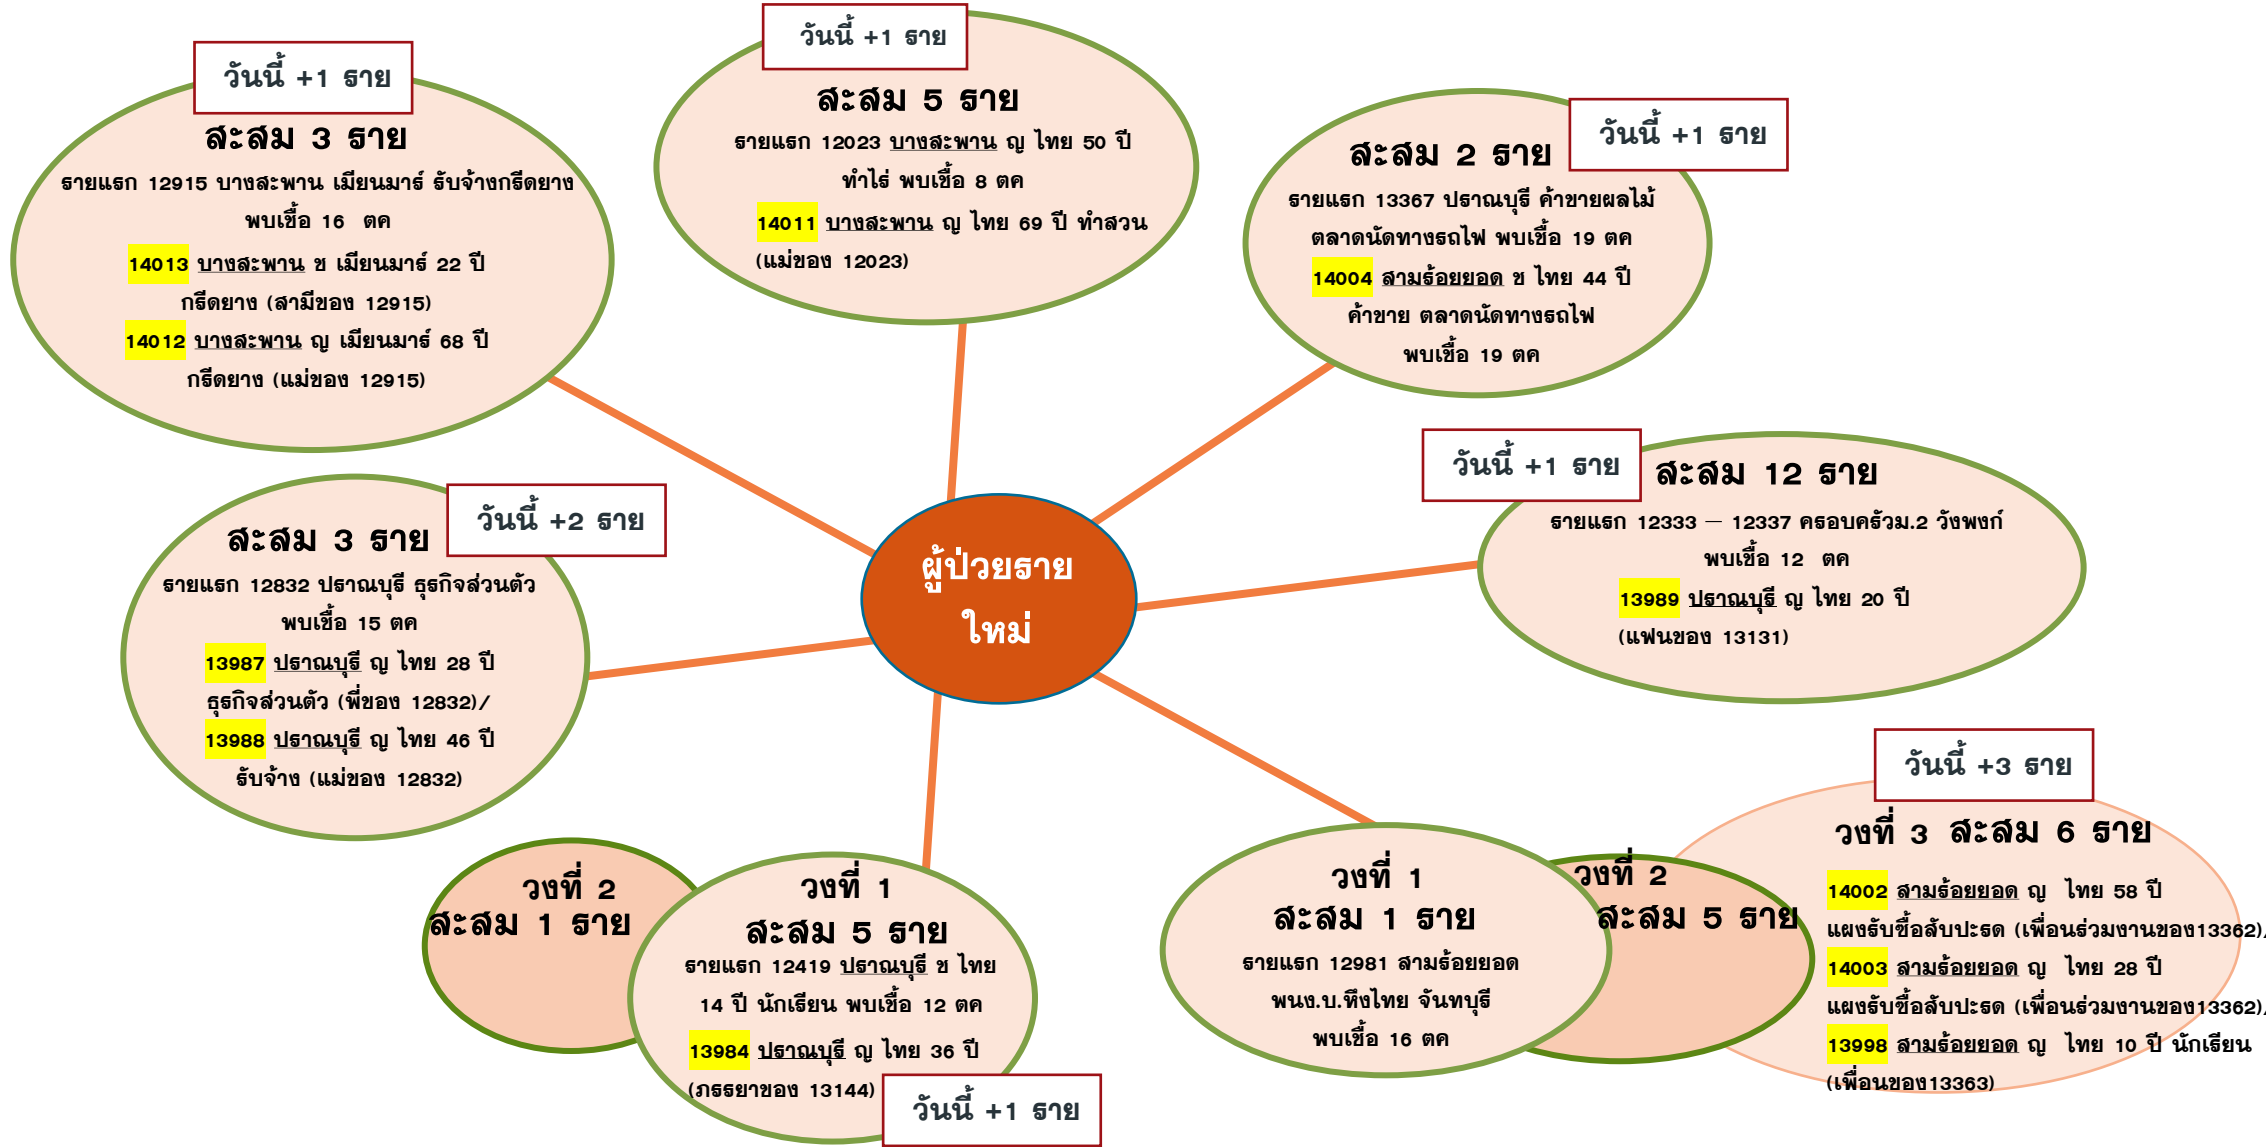 วันนี้ +1 ราย
สะสม 3 ราย
รายแรก 12915 บางสะพาน เมียนมาร์ รับจ้างกรีดยาง
พบเชื้อ 16 ตค
14013 บางสะพาน ช เมียนมาร์ 22 ปี
กรีดยาง (สามีของ 12915)
14012 บางสะพาน ญ เมียนมาร์ 68 ปี
กรีดยาง (แม่ของ 12915)
วันนี้ +1 ราย
สะสม 5 ราย
รายแรก 12023 บางสะพาน ญ ไทย 50 ปี
ทำไร่ พบเชื้อ 8 ตค
14011 บางสะพาน ญ ไทย 69 ปี ทำสวน
(แม่ของ 12023)
วันนี้ +1 ราย
สะสม 2 ราย
รายแรก 13367 ปราณบุรี ค้าขายผลไม้
ตลาดนัดทางรถไฟ พบเชื้อ 19 ตค
14004 สามร้อยยอด ช ไทย 44 ปี
ค้าขาย ตลาดนัดทางรถไฟ
พบเชื้อ 19 ตค
วันนี้ +1 ราย
สะสม 12 ราย
รายแรก 12333 – 12337 ครอบครัวม.2 วังพงก์
พบเชื้อ 12 ตค
13989 ปราณบุรี ญ ไทย 20 ปี
(แฟนของ 13131)
วันนี้ +2 ราย
สะสม 3 ราย
รายแรก 12832 ปราณบุรี ธุรกิจส่วนตัว
พบเชื้อ 15 ตค
13987 ปราณบุรี ญ ไทย 28 ปี
ธุรกิจส่วนตัว (พี่ของ 12832)/
13988 ปราณบุรี ญ ไทย 46 ปี
รับจ้าง (แม่ของ 12832)
ผู้ป่วยราย
ใหม่
วงที่ 2
สะสม 1 ราย
วงที่ 1
สะสม 5 ราย
รายแรก 12419 ปราณบุรี ช ไทย
14 ปี นักเรียน พบเชื้อ 12 ตค
13984 ปราณบุรี ญ ไทย 36 ปี
(ภรรยาของ 13144)
วันนี้ +1 ราย
วงที่ 1
สะสม 1 ราย
รายแรก 12981 สามร้อยยอด
พนง.บ.หึงไทย จันทบุรี
พบเชื้อ 16 ตค
วงที่ 2
สะสม 5 ราย
วันนี้ +3 ราย
วงที่ 3 สะสม 6 ราย
14002 สามร้อยยอด ญ ไทย 58 ปี
แผงรับซื้อสับปะรด (เพื่อนร่วมงานของ13362)/
14003 สามร้อยยอด ญ ไทย 28 ปี
แผงรับซื้อสับปะรด (เพื่อนร่วมงานของ13362)/
13998 สามร้อยยอด ญ ไทย 10 ปี นักเรียน
(เพื่อนของ13363)